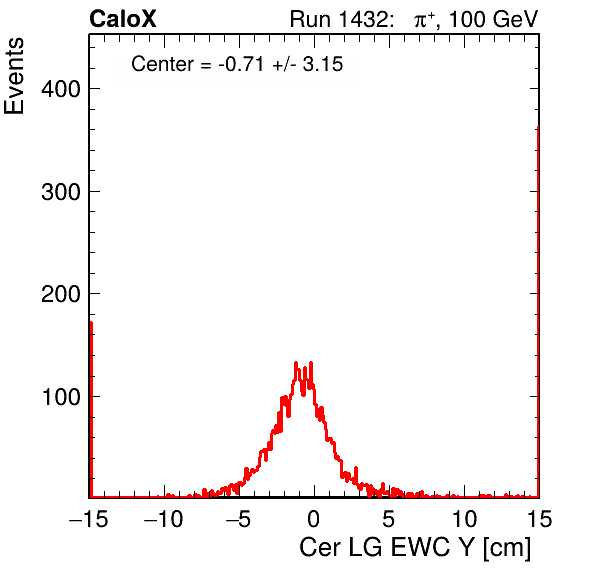 CaloX Run 1432: π⁺, 100 GeV
Events
Center = -0.71 +/- 3.15
400
300
200
100
−15 −10 −5 0 5 10 15
Cer LG EWC Y [cm]